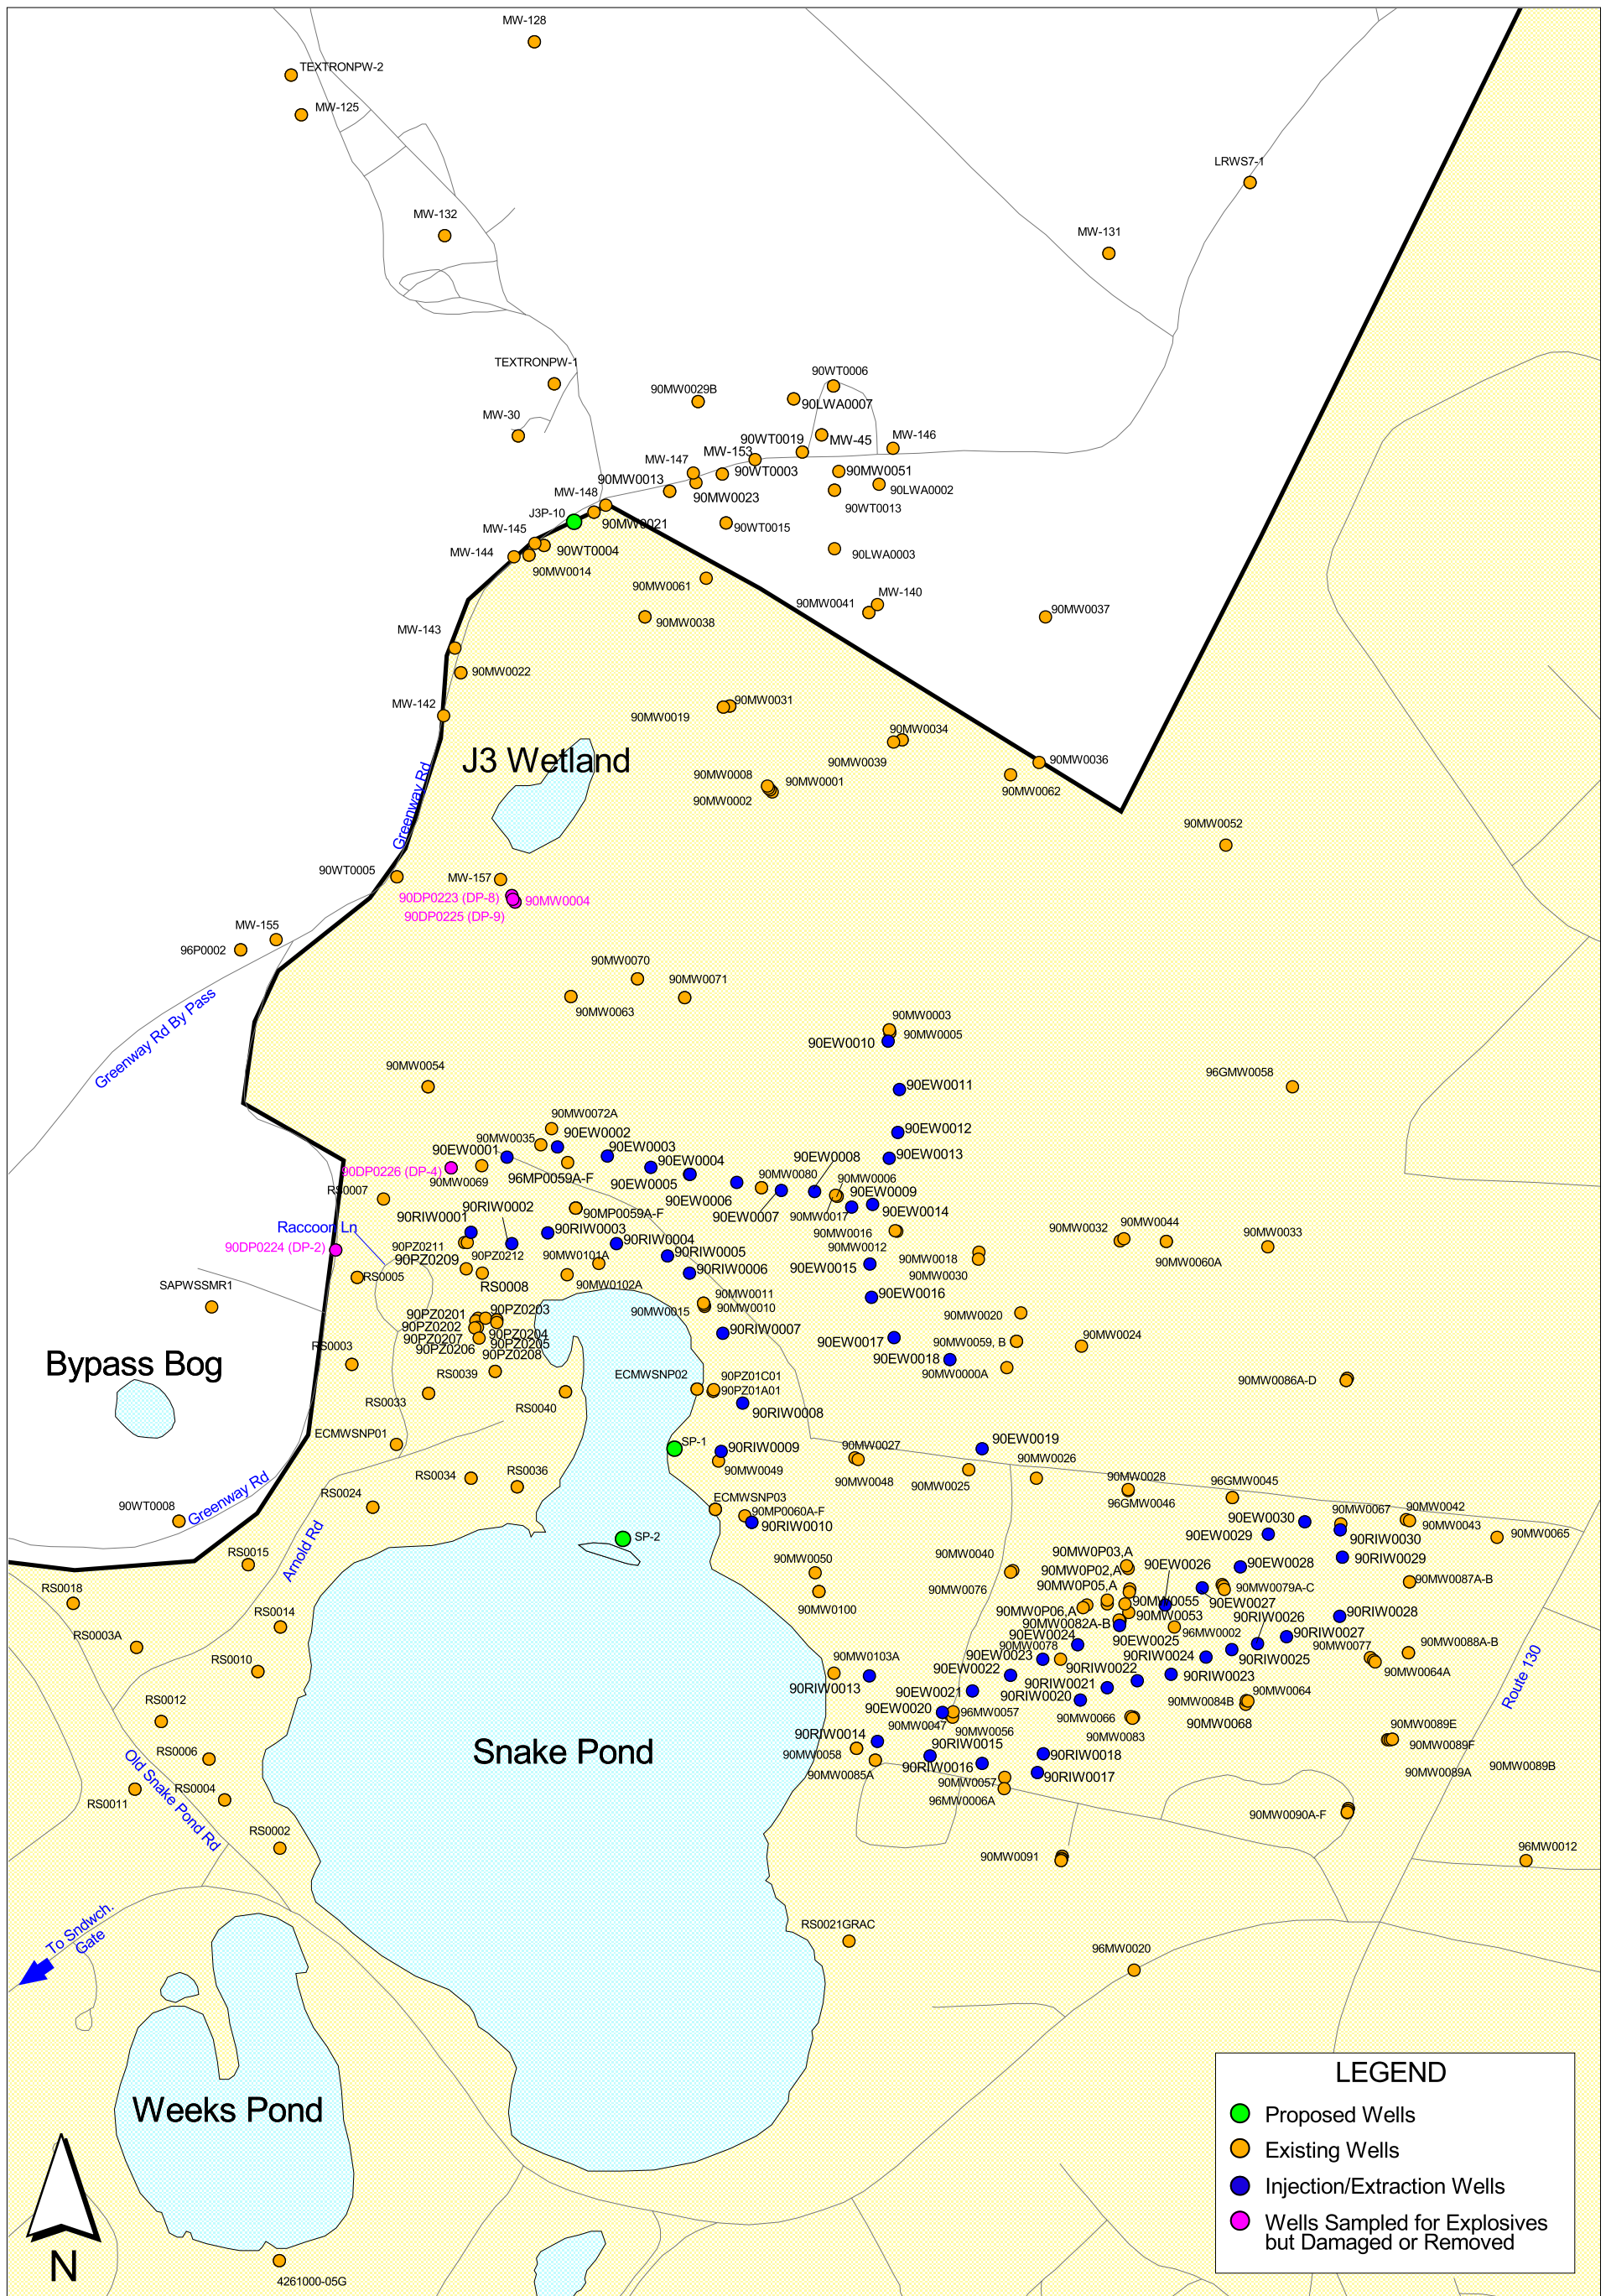 MW-128
TEXTRONPW-2
MW-125
LRWS7-1
MW-132
MW-131
TEXTRONPW-1
90WT0006
90MW0029B
90LWA0007
MW-30
90WT0019
MW-45
MW-146
MW-153
MW-147
90WT0003
90MW0051
90MW0013
90LWA0002
MW-148
90MW0023
90WT0013
J3P-10
90MW0021
90WT0015
MW-145
90WT0004
MW-144
90MW0014
90LWA0003
90MW0061
MW-140
90MW0041
90MW0037
90MW0038
MW-143
90MW0022
MW-142
90MW0031
90MW0019
90MW0034
J3 Wetland
90MW0039
90MW0036
90MW0008
90MW0001
90MW0062
90MW0002
Greenway Rd
90MW0052
90WT0005
MW-157
90DP0223 (DP-8)
90MW0004
90DP0225 (DP-9)
MW-155
96P0002
90MW0070
90MW0071
90MW0063
Greenway Rd By Pass
90MW0003
90MW0005
90EW0010
90MW0054
90EW0011
96GMW0058
90MW0072A
90EW0012
90MW0035
90EW0002
90EW0001
90EW0003
90EW0008
90EW0013
90DP0226 (DP-4)
90EW0004
90MW0069
96MP0059A-F
90EW0005
90MW0080
90MW0006
RS0007
90EW0006
90EW0009
90RIW0002
90MP0059A-F
90EW0007
90MW0017
90EW0014
90RIW0001
Raccoon Ln
90RIW0003
90MW0016
90MW0032
90MW0044
90DP0224 (DP-2)
90PZ0211
90RIW0004
90MW0012
90MW0033
90PZ0209
90PZ0212
90MW0101A
90RIW0005
90MW0018
90MW0060A
RS0005
RS0008
90MW0102A
90RIW0006
90EW0015
90MW0030
SAPWSSMR1
90EW0016
90MW0011
90MW0015
90MW0010
90PZ0201
90PZ0203
90MW0020
90PZ0202
90PZ0204
90RIW0007
90PZ0207
90PZ0205
90EW0017
90MW0059, B
90MW0024
90PZ0206
90PZ0208
RS0003
90EW0018
Bypass Bog
RS0039
90MW0000A
ECMWSNP02
90PZ01C01
90PZ01A01
90MW0086A-D
RS0033
RS0040
90RIW0008
ECMWSNP01
SP-1
90RIW0009
90EW0019
90MW0027
90MW0049
90MW0026
RS0034
RS0036
90MW0048
90MW0025
90MW0028
96GMW0045
Greenway Rd
RS0024
ECMWSNP03
96GMW0046
90WT0008
90MP0060A-F
90RIW0010
90EW0030
90MW0067
90MW0042
90MW0043
SP-2
90EW0029
90RIW0030
90MW0065
Arnold Rd
RS0015
90MW0050
90MW0040
90MW0P03,A
90EW0026
90EW0028
90RIW0029
90MW0P02,A
RS0018
90MW0076
90MW0P05,A
90MW0079A-C
90MW0087A-B
90MW0100
90MW0055
90EW0027
90MW0P06,A
90MW0053
90RIW0026
90RIW0028
RS0014
90MW0082A-B
96MW0002
90RIW0027
RS0003A
90EW0024
90EW0025
90MW0078
90MW0077
90MW0088A-B
90EW0023
90RIW0024
90RIW0025
RS0010
90MW0103A
90EW0022
90RIW0022
90RIW0023
90MW0064A
90RIW0013
90RIW0021
90EW0021
90RIW0020
90MW0064
RS0012
90EW0020
96MW0057
90MW0084B
Route 130
90MW0047
90MW0056
90MW0066
90MW0068
90MW0083
90MW0089E
90RIW0014
90RIW0015
Snake Pond
90MW0058
90RIW0018
90MW0089F
RS0006
90RIW0016
90MW0085A
90RIW0017
90MW0089A
90MW0089B
90MW0057
RS0004
Old Snake Pond Rd
RS0011
96MW0006A
90MW0090A-F
RS0002
90MW0091
96MW0012
To Sndwch.
Gate
RS0021GRAC
96MW0020
Weeks Pond
4261000-05G
N
LEGEND
Proposed Wells
Existing Wells
Injection/Extraction Wells
Wells Sampled for Explosives
but Damaged or Removed